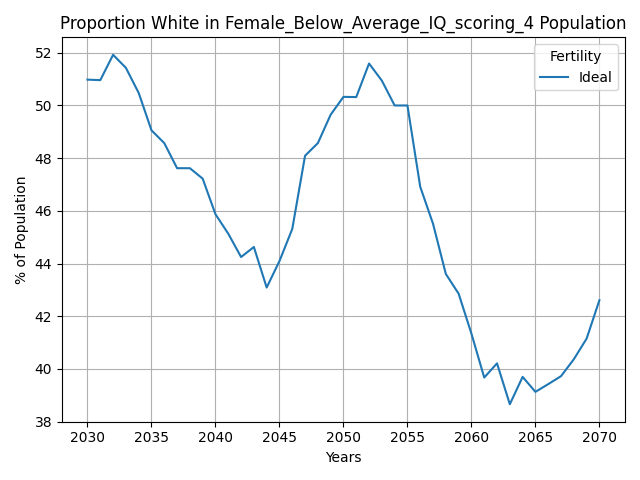 Proportion White in Female_Below_Average_IQ_scoring_4 Population
Fertility
Ideal
% of Population
52
50
48
46
44
42
40
38
2030 2035 2040 2045 2050 2055 2060 2065 2070
Years